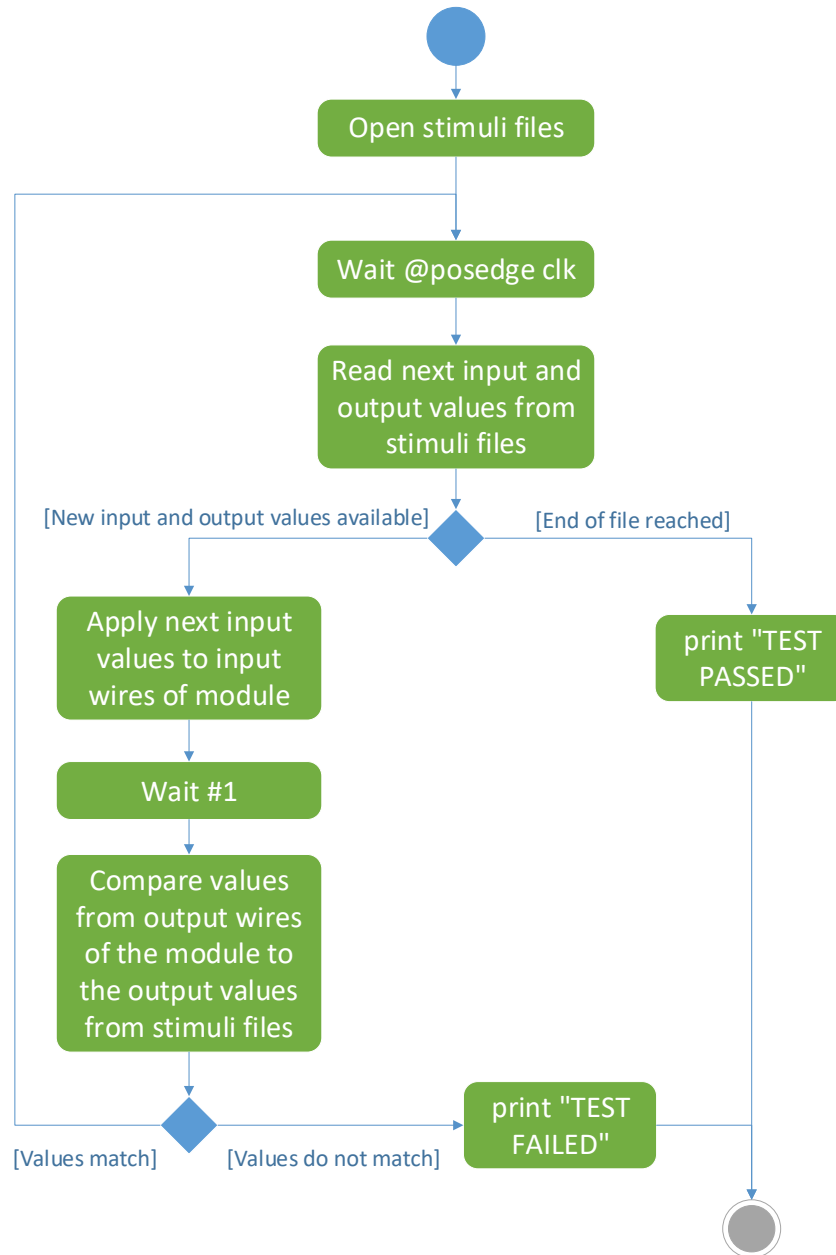 Open stimuli files
Wait @posedge clk
Read next input and
output values from
stimuli files
[New input and output values available]
[End of file reached]
Apply next input
values to input
wires of module
print "TEST
PASSED"
Wait #1
Compare values
from output wires
of the module to
the output values
from stimuli files
print "TEST
FAILED"
[Values match]
[Values do not match]